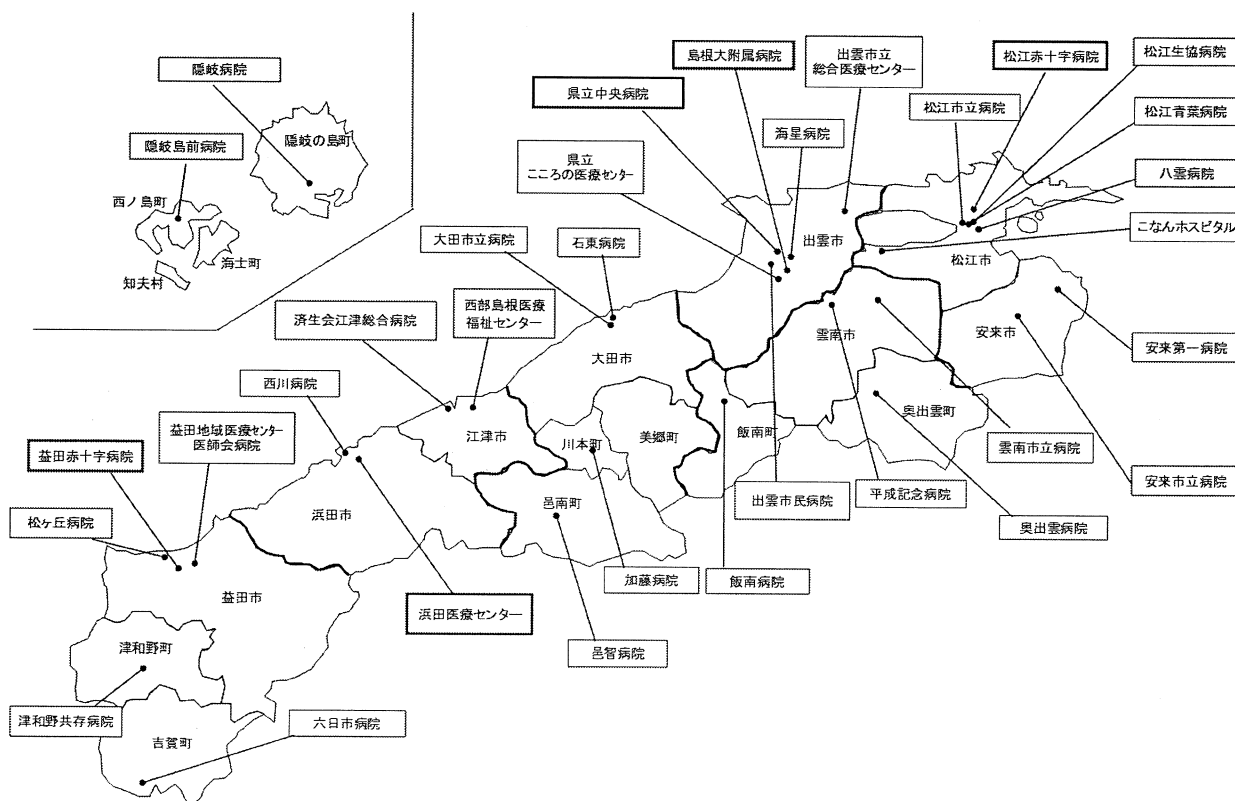 隠岐病院
隠岐島前病院
隠岐の島町
西ノ島町
海士町
知夫村
島根大附属病院
出雲市立
総合医療センター
松江赤十字病院
松江生協病院
県立中央病院
松江市立病院
松江青葉病院
海星病院
県立
こころの医療センター
八雲病院
こなんホスピタル
大田市立病院
石東病院
出雲市
松江市
済生会江津総合病院
西部島根医療
福祉センター
大田市
雲南市
安来市
安来第一病院
西川病院
益田地域医療センター
医師会病院
益田赤十字病院
江津市
川本町
美郷町
飯南町
奥出雲町
雲南市立病院
安来市立病院
松ヶ丘病院
浜田市
邑南町
出雲市民病院
平成記念病院
奥出雲病院
加藤病院
飯南病院
益田市
浜田医療センター
邑智病院
津和野町
津和野共存病院
六日市病院
吉賀町